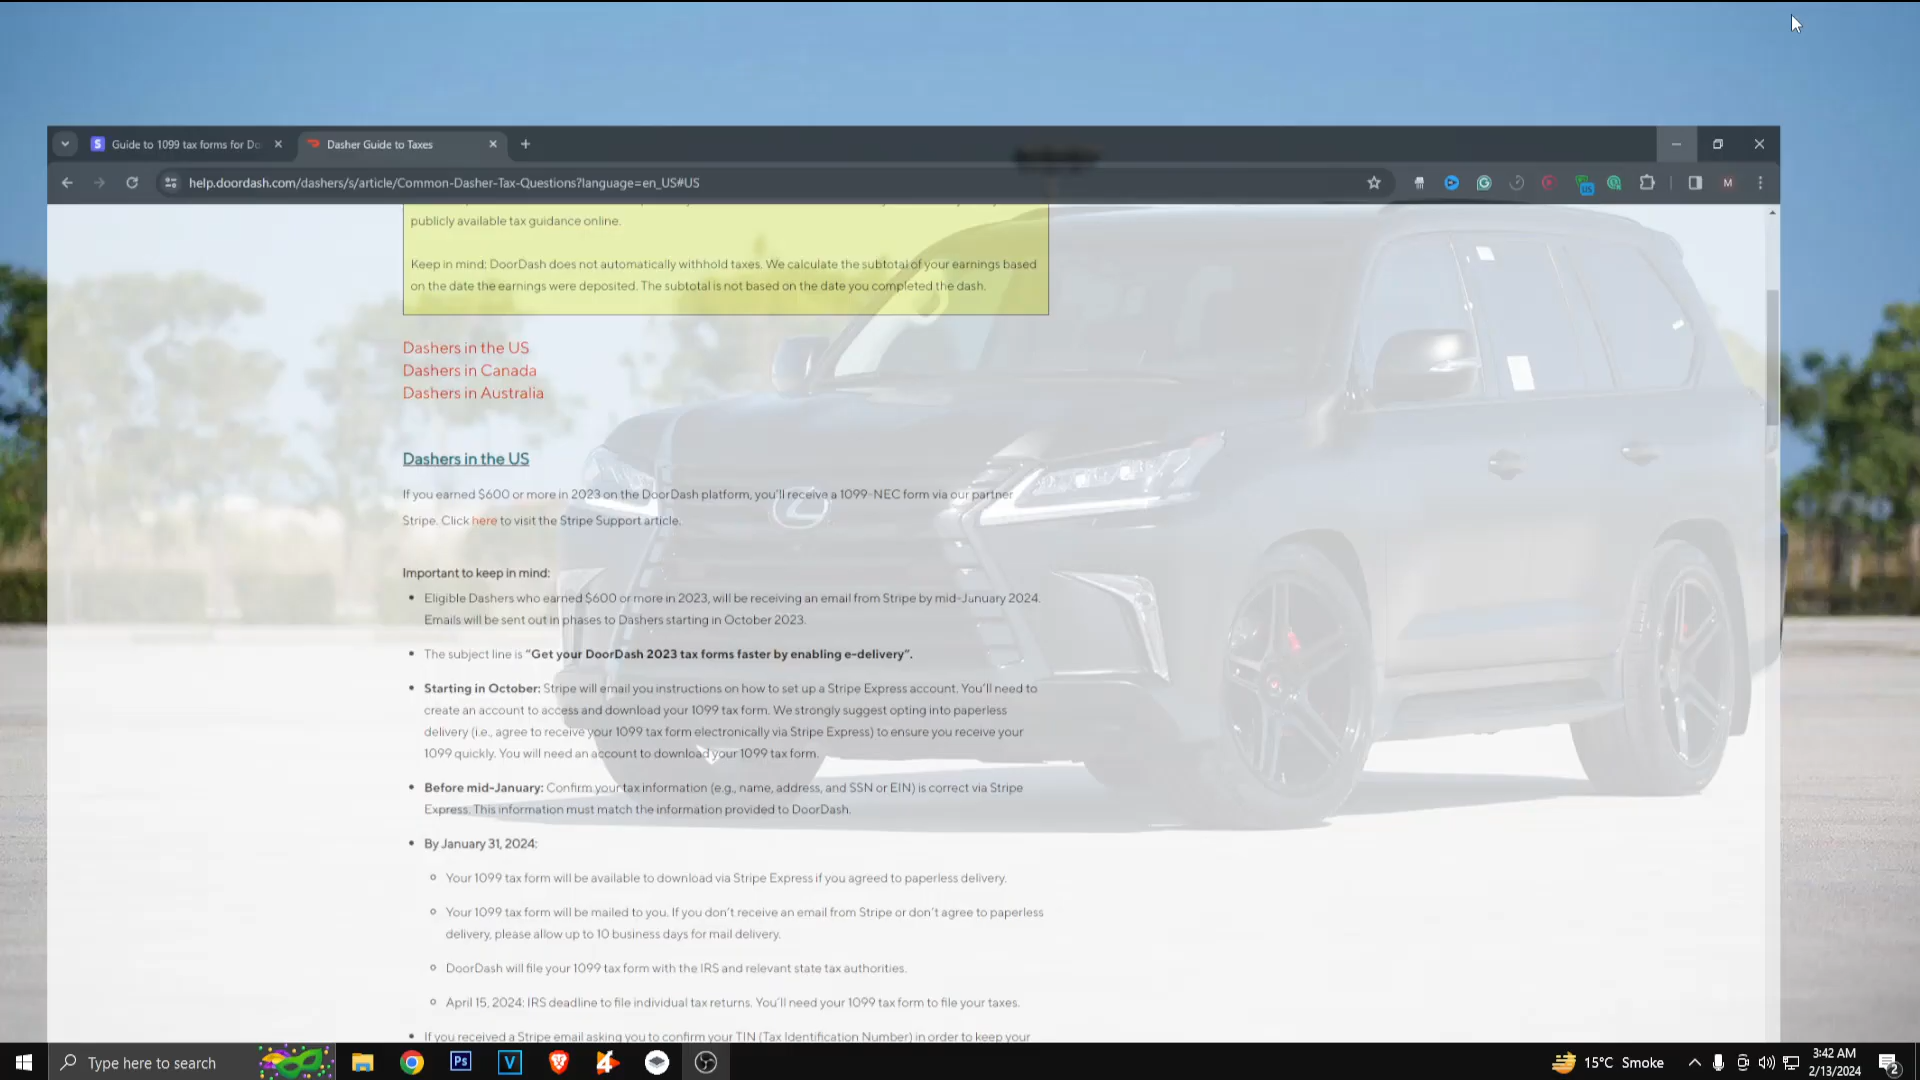 Guide to 1099 tax forms for Do
Dasher Guide to Taxes
help.doordash.com/dashers/s/article/Common-Dasher-Tax-Questions?language=en_US#US
US
M
publicly available tax guidance online.
Keep in mind: DoorDash does not automatically withhold taxes. We calculate the subtotal of your earnings based
on the date the earnings were deposited. The subtotal is not based on the date you completed the dash.
Dashers in the US
Dashers in Canada
Dashers in Australia
Dashers in the US
If you earned $600 or more in 2023 on the DoorDash platform, you'll receive a 1099-NEC form via our partner
Stripe. Click here to visit the Stripe Support article.
Important to keep in mind:
• Eligible Dashers who earned $600 or more in 2023, will be receiving an email from Stripe by mid-January 2024.
Emails will be sent out in phases to Dashers starting in October 2023.
• The subject line is “Get your DoorDash 2023 tax forms faster by enabling e-delivery”.
• Starting in October: Stripe will email you instructions on how to set up a Stripe Express account. You'll need to
create an account to access and download your 1099 tax form. We strongly suggest opting into paperless
delivery (i.e., agree to receive your 1099 tax form electronically via Stripe Express) to ensure you receive your
1099 quickly. You will need an account to download your 1099 tax form.
• Before mid-January: Confirm your tax information (e.g., name, address, and SSN or EIN) is correct via Stripe
Express. This information must match the information provided to DoorDash.
• By January 31, 2024:
o Your 1099 tax form will be available to download via Stripe Express if you agreed to paperless delivery.
o Your 1099 tax form will be mailed to you. If you don't receive an email from Stripe or don't agree to paperless
delivery, please allow up to 10 business days for mail delivery.
o DoorDash will file your 1099 tax form with the IRS and relevant state tax authorities.
o April 15, 2024: IRS deadline to file individual tax returns. You'll need your 1099 tax form to file your taxes.
• If you received a Stripe email asking you to confirm your TIN (Tax Identification Number) in order to keep your
Type here to search
Ps
V
4
15°C Smoke
3:42 AM
2/13/2024
2